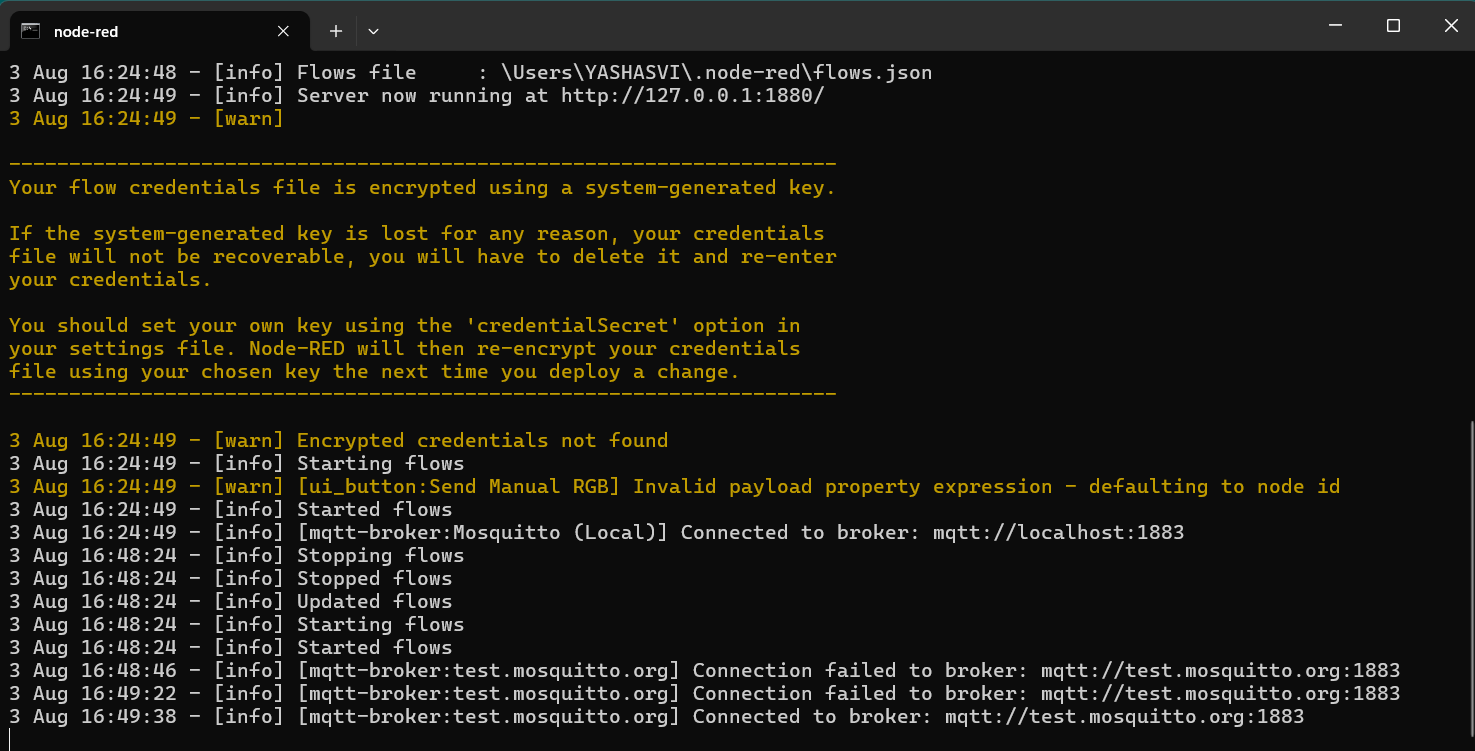 node-red
3 Aug 16:24:48 - [info] Flows file     : \Users\YASHASVI\.node-red\flows.json
3 Aug 16:24:49 - [info] Server now running at http://127.0.0.1:1880/
3 Aug 16:24:49 - [warn]
---------------------------------------------------------------------
Your flow credentials file is encrypted using a system-generated key.
If the system-generated key is lost for any reason, your credentials
file will not be recoverable, you will have to delete it and re-enter
your credentials.
You should set your own key using the 'credentialSecret' option in
your settings file. Node-RED will then re-encrypt your credentials
file using your chosen key the next time you deploy a change.
---------------------------------------------------------------------
3 Aug 16:24:49 - [warn] Encrypted credentials not found
3 Aug 16:24:49 - [info] Starting flows
3 Aug 16:24:49 - [warn] [ui_button:Send Manual RGB] Invalid payload property expression - defaulting to node id
3 Aug 16:24:49 - [info] Started flows
3 Aug 16:24:49 - [info] [mqtt-broker:Mosquitto (Local)] Connected to broker: mqtt://localhost:1883
3 Aug 16:48:24 - [info] Stopping flows
3 Aug 16:48:24 - [info] Stopped flows
3 Aug 16:48:24 - [info] Updated flows
3 Aug 16:48:24 - [info] Starting flows
3 Aug 16:48:24 - [info] Started flows
3 Aug 16:48:46 - [info] [mqtt-broker:test.mosquitto.org] Connection failed to broker: mqtt://test.mosquitto.org:1883
3 Aug 16:49:22 - [info] [mqtt-broker:test.mosquitto.org] Connection failed to broker: mqtt://test.mosquitto.org:1883
3 Aug 16:49:38 - [info] [mqtt-broker:test.mosquitto.org] Connected to broker: mqtt://test.mosquitto.org:1883